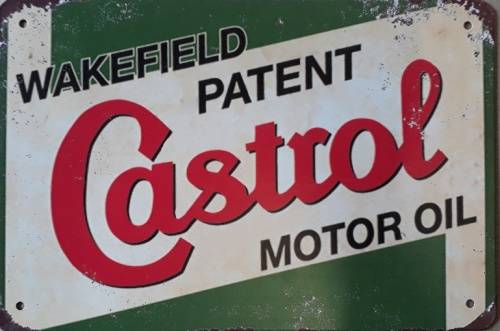 WAKEFIELD
PATENT
Castrol
MOTOR OIL